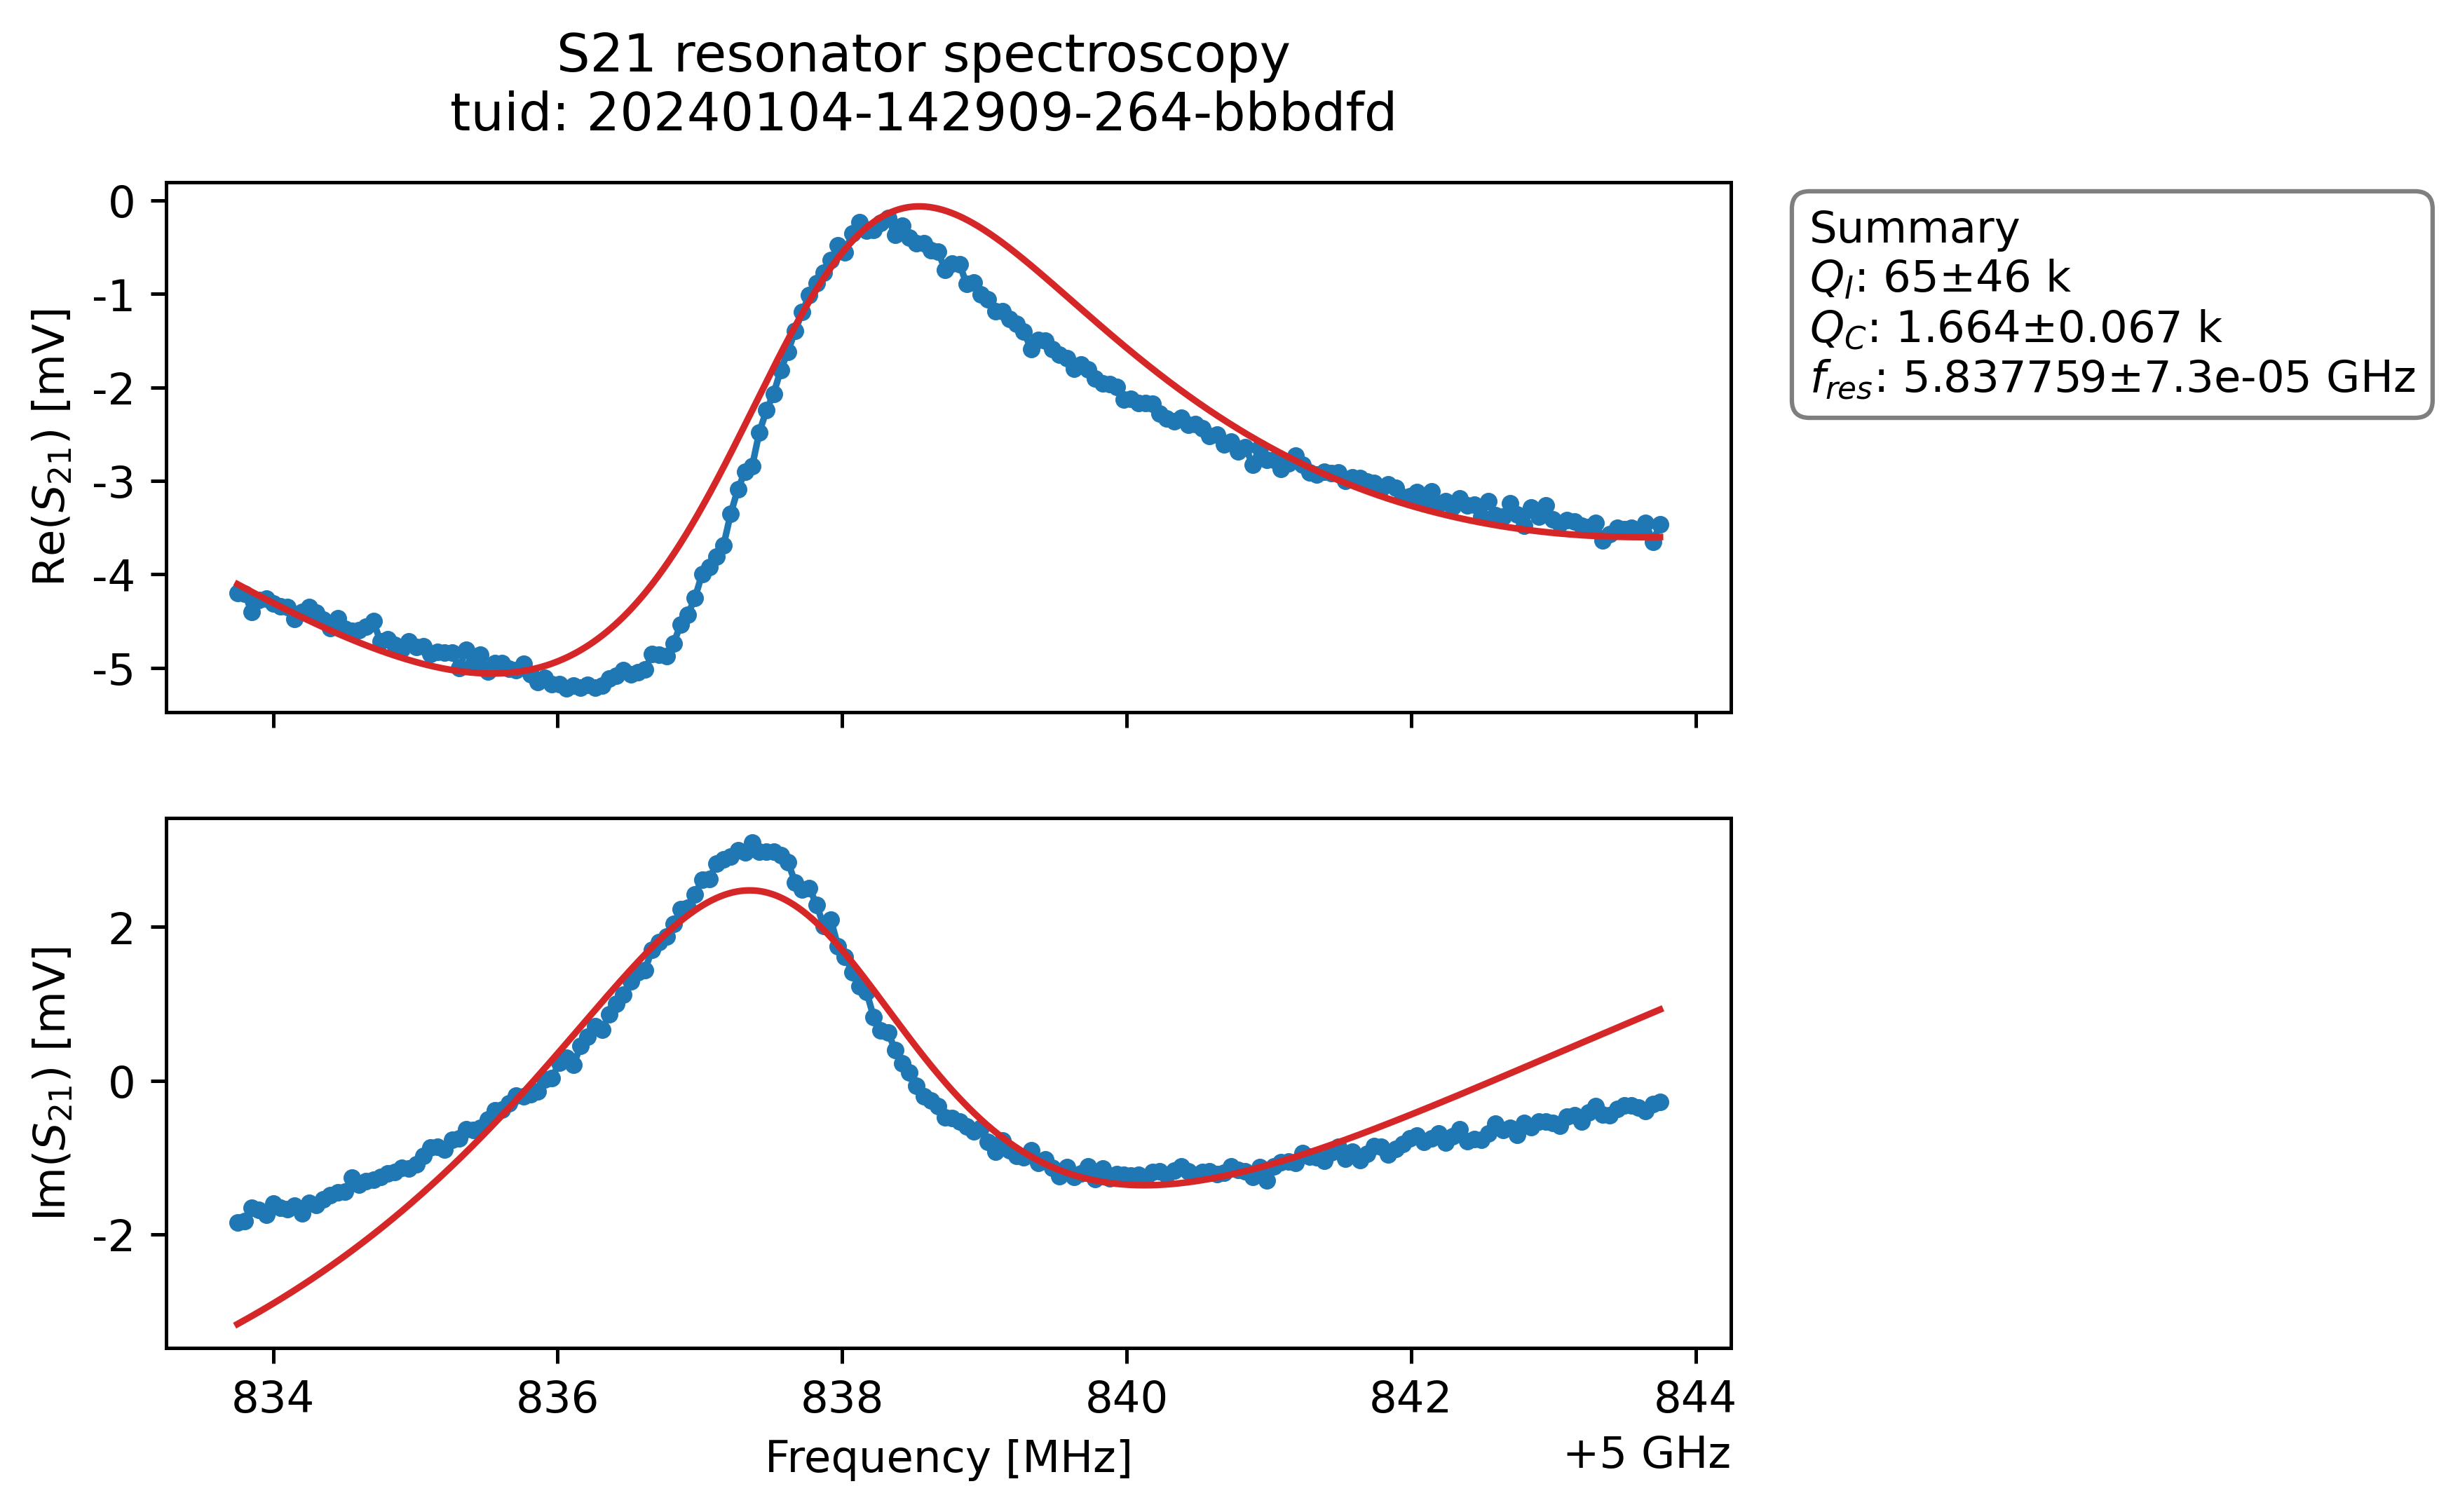 S21 resonator spectroscopy
tuid: 20240104-142909-264-bbbdfd
0
-1
-2
-3
-4
-5
Re(S21) [mV]
Summary
Ql: 65±46 k
QC: 1.664±0.067 k
fres: 5.837759±7.3e-05 GHz
2
0
-2
Im(S21) [mV]
834 836 838 840 842 844
Frequency [MHz]
+5 GHz